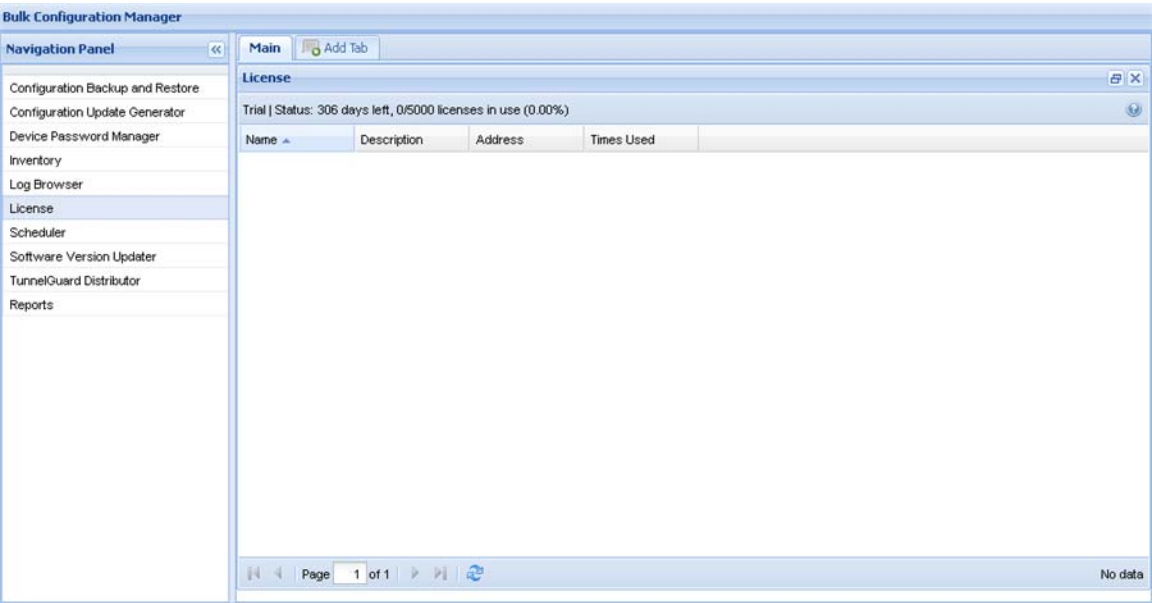 Bulk Configuration Manager
Navigation Panel
Configuration Backup and Restore
Configuration Update Generator
Device Password Manager
Inventory
Log Browser
License
Scheduler
Software Version Updater
TunnelGuard Distributor
Reports
Main Add Tab
License
Trial | Status: 306 days left, 0/5000 licenses in use (0.00%)
Name Description Address Times Used
Page 1 of 1 No data